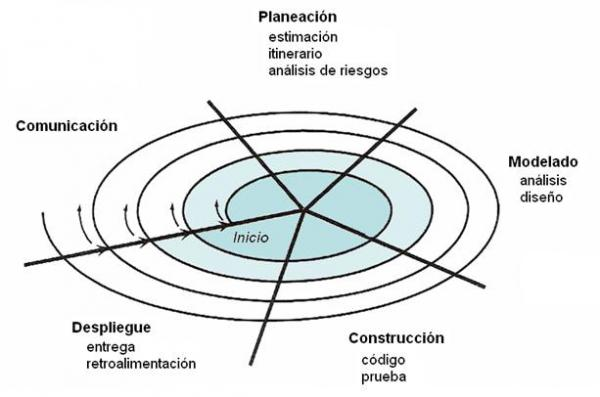 Planeación
estimación
itinerario
análisis de riesgos
Comunicación
Modelado
análisis
diseño
Inicio
Despliegue
entrega
retroalimentación
Construcción
código
prueba